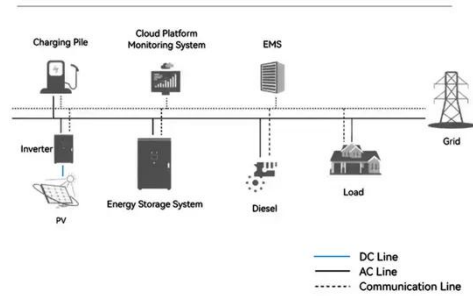 Charging Pile
Cloud Platform
Monitoring System
EMS
Grid
Inverter
PV
Energy Storage System
Diesel
Load
DC Line
AC Line
Communication Line